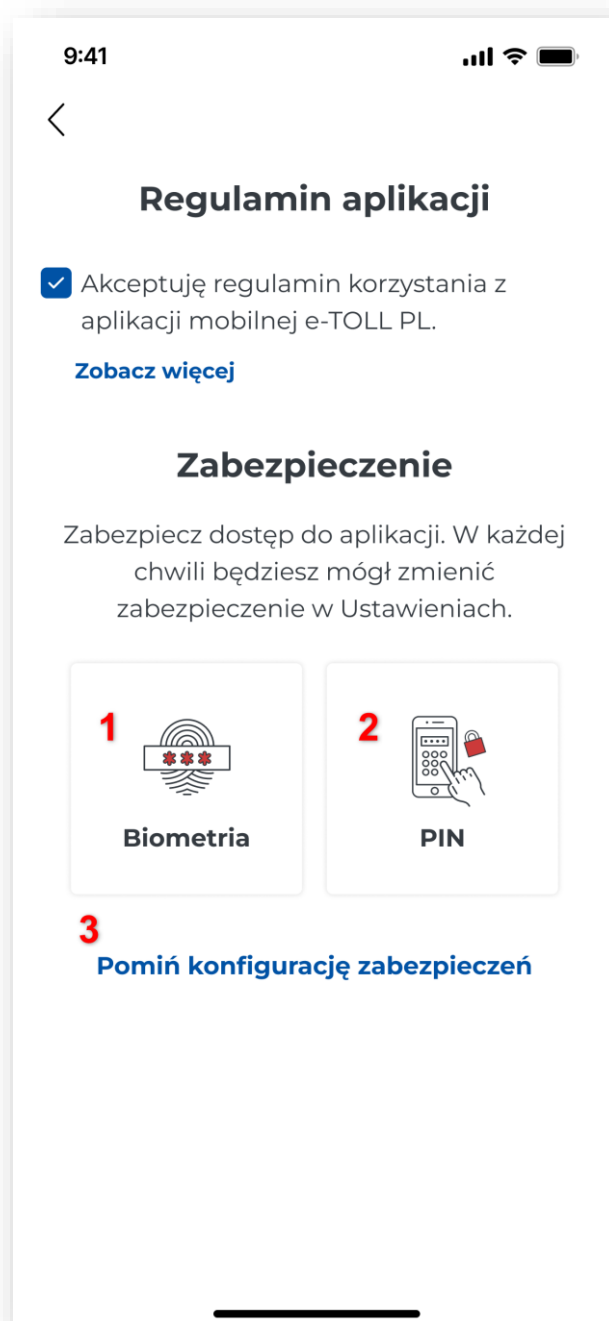 9:41
Regulamin aplikacji
Akceptuję regulamin korzystania z
aplikacji mobilnej e-TOLL PL.
Zobacz więcej
Zabezpieczenie
Zabezpiecz dostęp do aplikacji. W każdej
chwili będziesz mógł zmienić
zabezpieczenie w Ustawieniach.
1
2
***
Biometria
PIN
3
Pomiń konfigurację zabezpieczeń